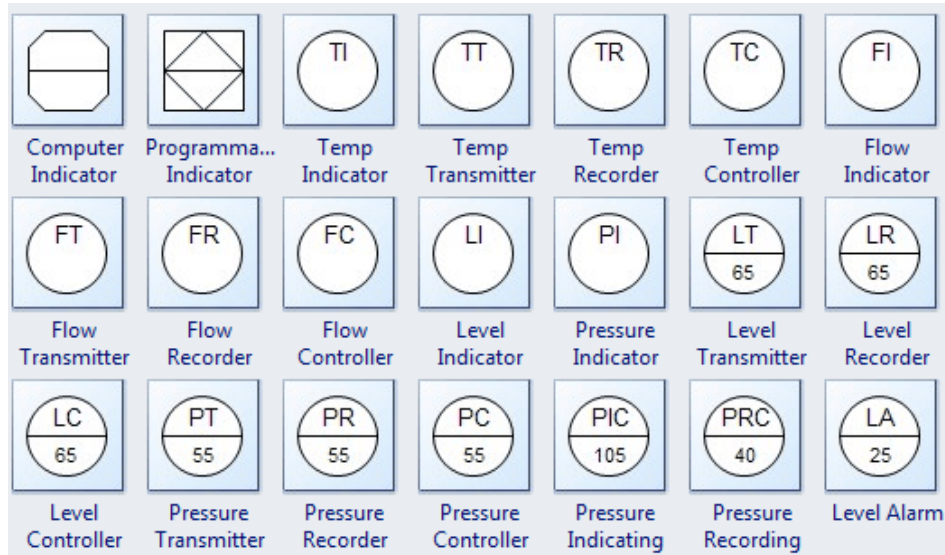 TI TT TR TC FI
Computer Programma... Temp Temp Temp Temp Flow
Indicator Indicator Indicator Transmitter Recorder Controller Indicator
FT FR FC LI PI LT LR
65 65
Flow Flow Flow Level Pressure Level Level
Transmitter Recorder Controller Indicator Indicator Transmitter Recorder
LC PT PR PC PIC PRC LA
65 55 55 55 105 40 25
Level Pressure Pressure Pressure Pressure Pressure Level Alarm
Controller Transmitter Recorder Controller Indicating Recording